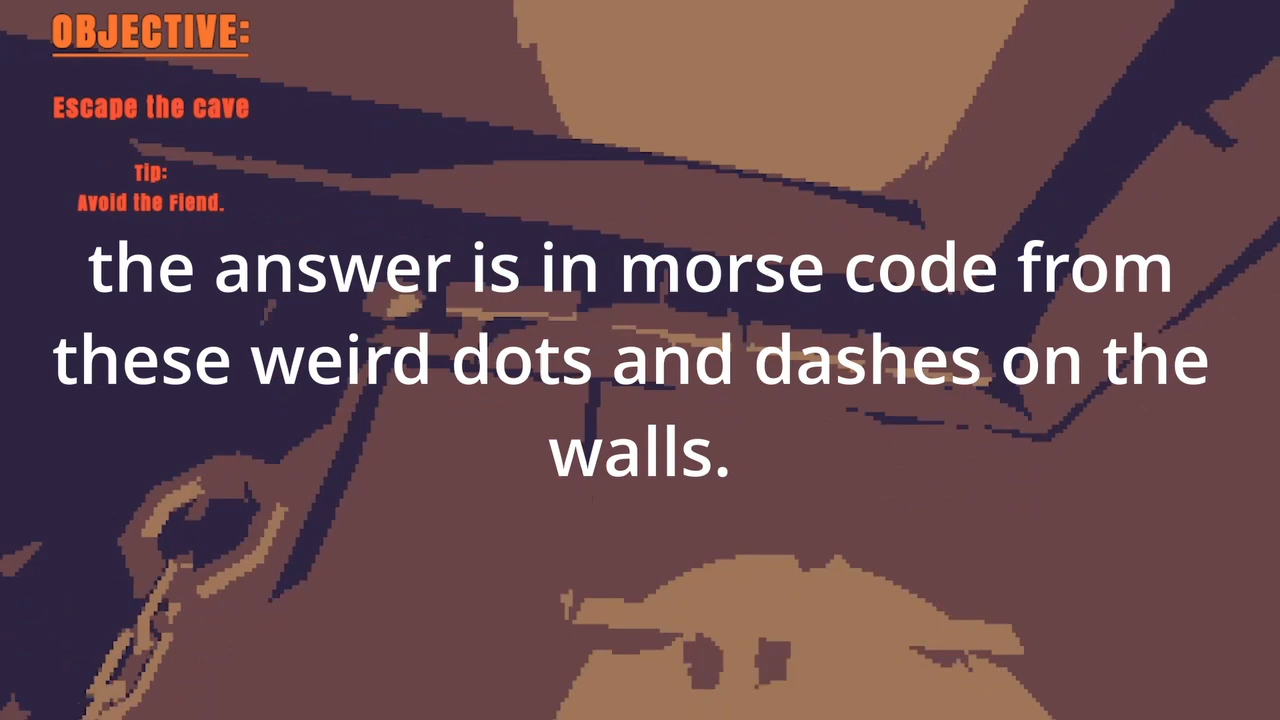 OBJECTIVE:
Escape the cave
Tip:
Avoid the Fiend.
the answer is in morse code from
these weird dots and dashes on the
walls.